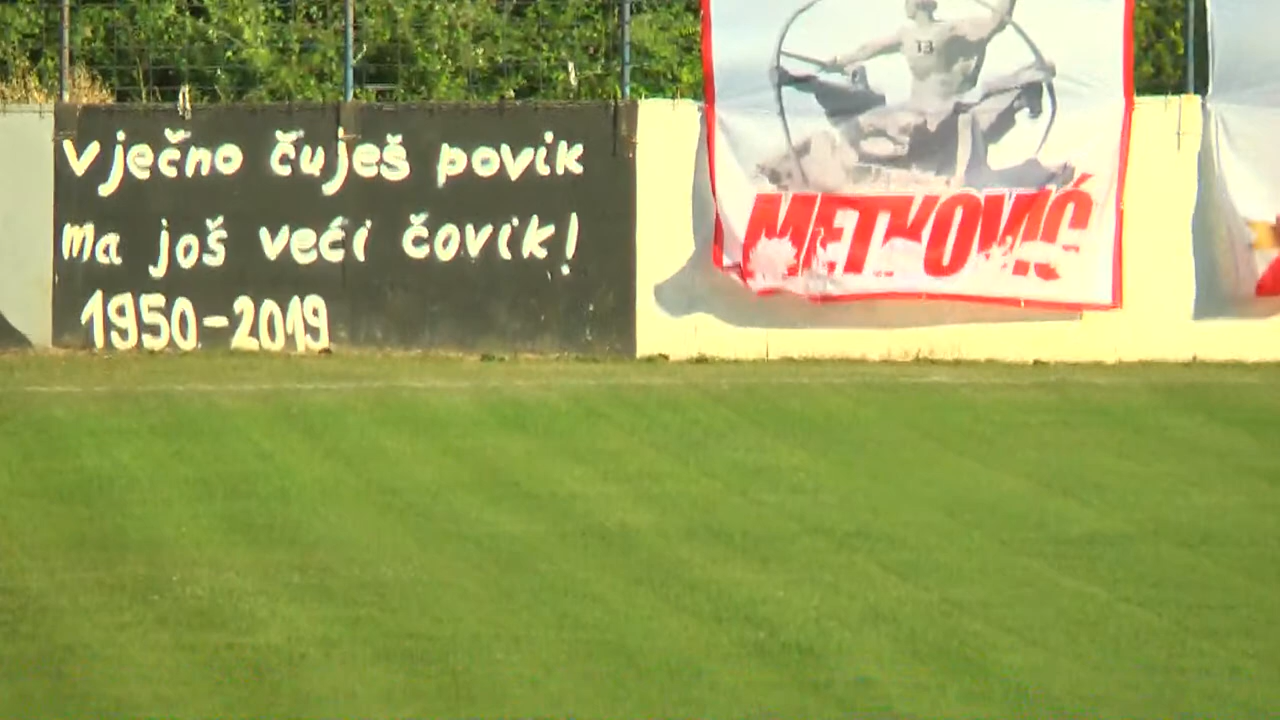 vječno čuješ povik
ma još veći čovik!
1950-2019
13
METKOVIĆ